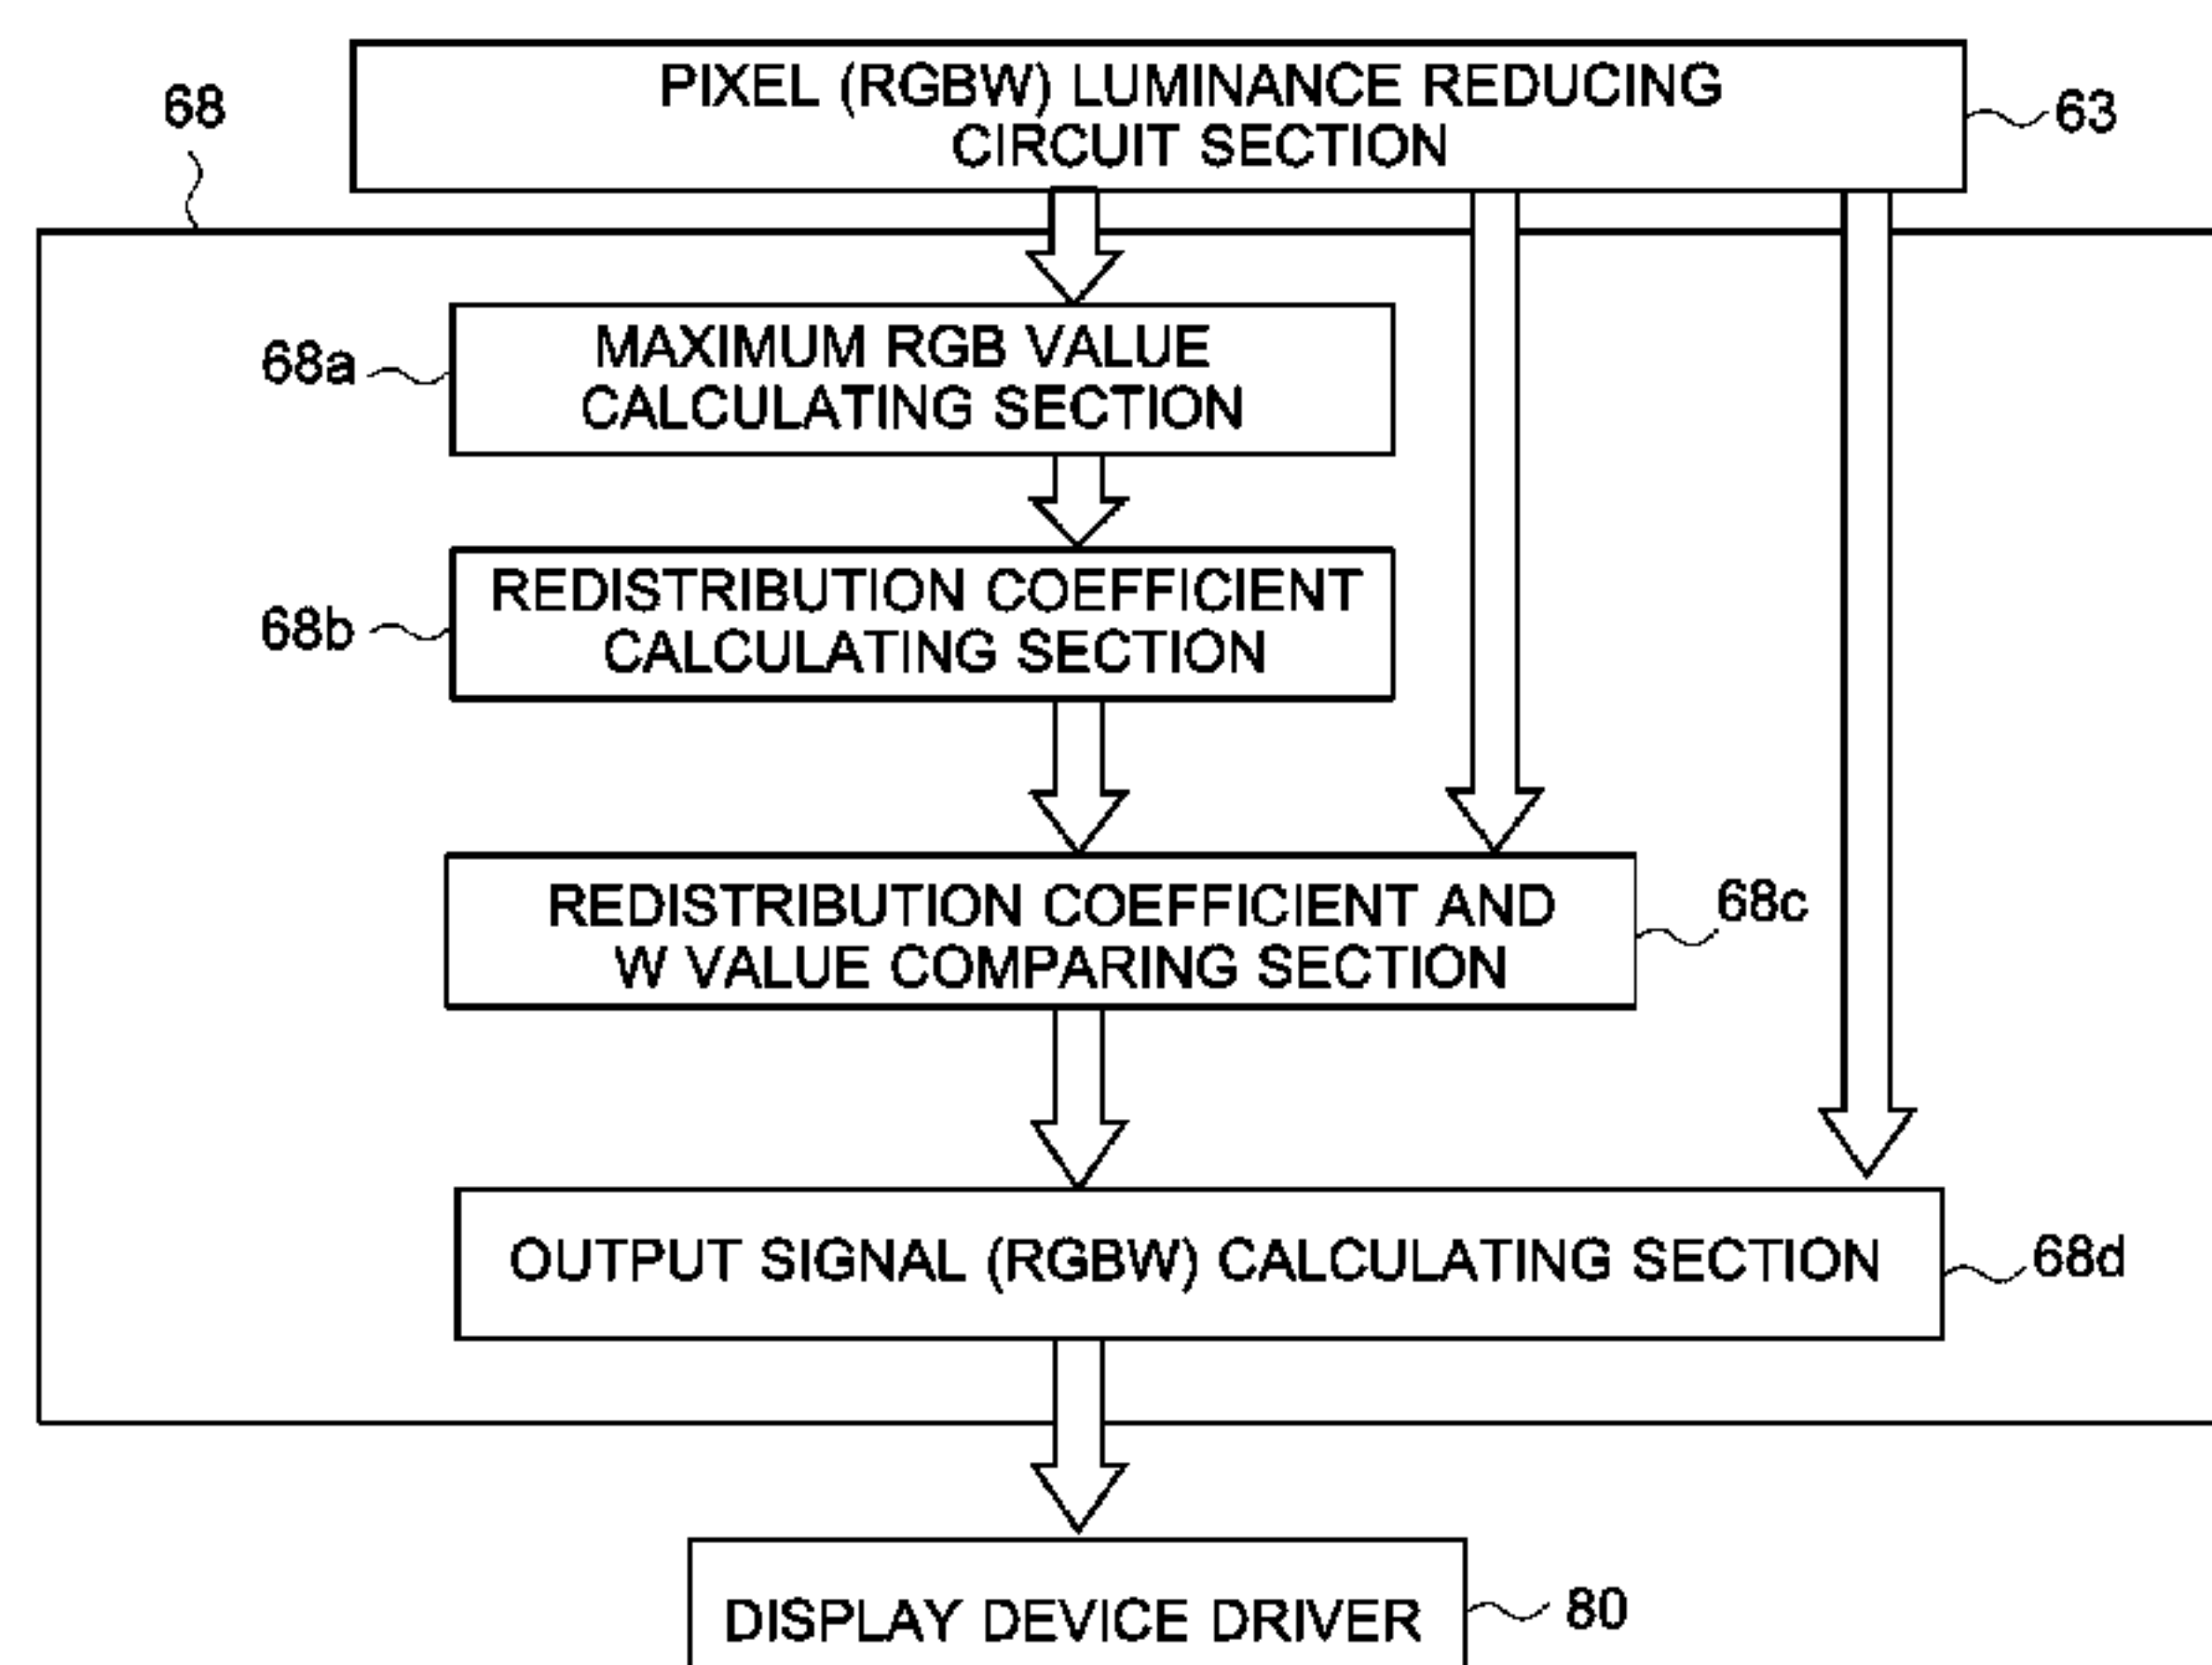 PIXEL (RGBW) LUMINANCE REDUCING
CIRCUIT SECTION
63
68
MAXIMUM RGB VALUE
CALCULATING SECTION
68a
REDISTRIBUTION COEFFICIENT
CALCULATING SECTION
68b
REDISTRIBUTION COEFFICIENT AND
W VALUE COMPARING SECTION
68c
OUTPUT SIGNAL (RGBW) CALCULATING SECTION
68d
DISPLAY DEVICE DRIVER
80